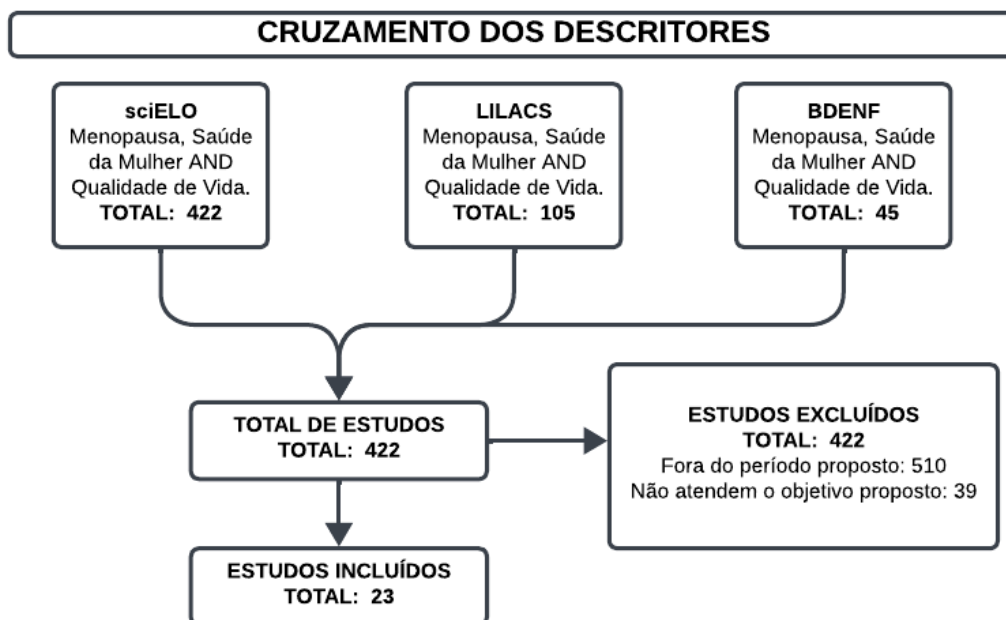 CRUZAMENTO DOS DESCRITORES
sciELO
Menopausa, Saúde
da Mulher AND
Qualidade de Vida.
TOTAL: 422
LILACS
Menopausa, Saúde
da Mulher AND
Qualidade de Vida.
TOTAL: 105
BDENF
Menopausa, Saúde
da Mulher AND
Qualidade de Vida.
TOTAL: 45
TOTAL DE ESTUDOS
TOTAL: 422
ESTUDOS EXCLUÍDOS
TOTAL: 422
Fora do período proposto: 510
Não atendem o objetivo proposto: 39
ESTUDOS INCLUÍDOS
TOTAL: 23